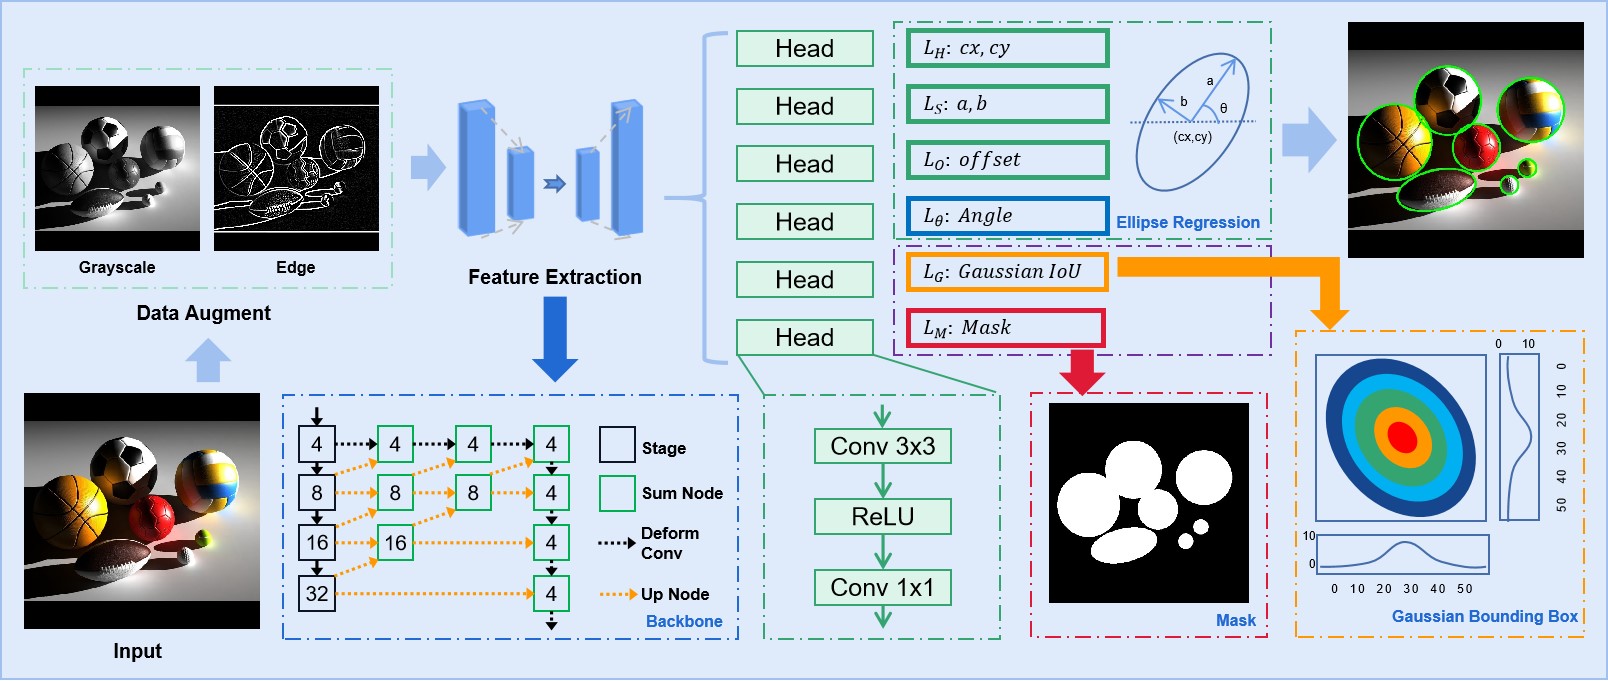 Grayscale
Edge
Data Augment
Input
Feature Extraction
4 4 4 4
8 8 8 4
16 16 4
32 4
Stage
Sum Node
Deform
Conv
Up Node
Backbone
Head
Head
Head
Head
Head
Head
Conv 3x3
ReLU
Conv 1x1
L_H: cx, cy
L_S: a, b
L_O: offset
L_θ: Angle
a
b
θ
(cx,cy)
Ellipse Regression
L_G: Gaussian IoU
L_M: Mask
Mask
0 10
0
10
20
30
40
50
10
0
0 10 20 30 40 50
Gaussian Bounding Box